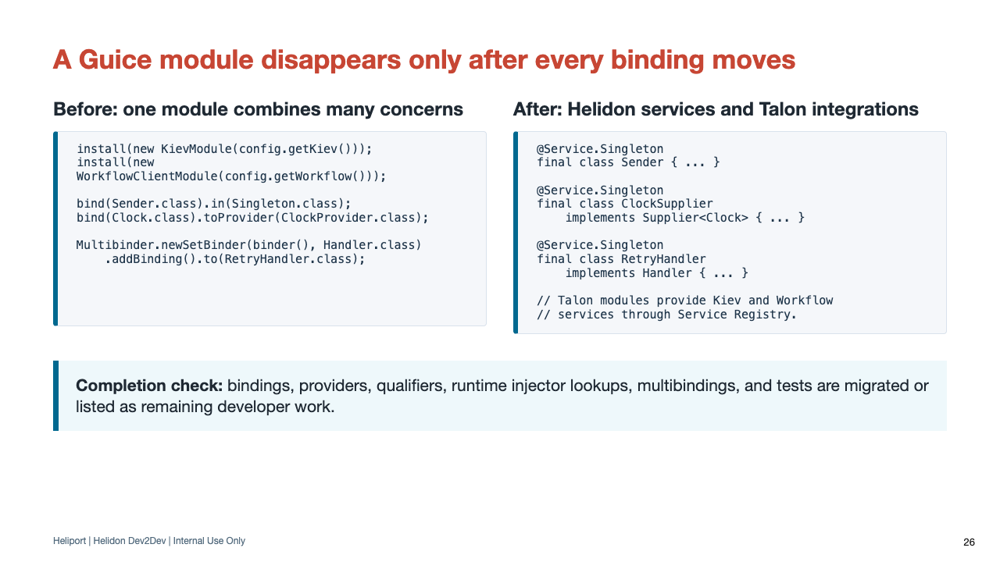 A Guice module disappears only after every binding moves
Before: one module combines many concerns
install(new KievModule(config.getKiev()));
install(new
WorkflowClientModule(config.getWorkflow()));
bind(Sender.class).in(Singleton.class);
bind(Clock.class).toProvider(ClockProvider.class);
Multibinder.newSetBinder(binder(), Handler.class)
    .addBinding().to(RetryHandler.class);
After: Helidon services and Talon integrations
@Service.Singleton
final class Sender { ... }
@Service.Singleton
final class ClockSupplier
    implements Supplier<Clock> { ... }
@Service.Singleton
final class RetryHandler
    implements Handler { ... }
// Talon modules provide Kiev and Workflow
// services through Service Registry.
Completion check: bindings, providers, qualifiers, runtime injector lookups, multibindings, and tests are migrated or
listed as remaining developer work.
Heliport | Helidon Dev2Dev | Internal Use Only
26